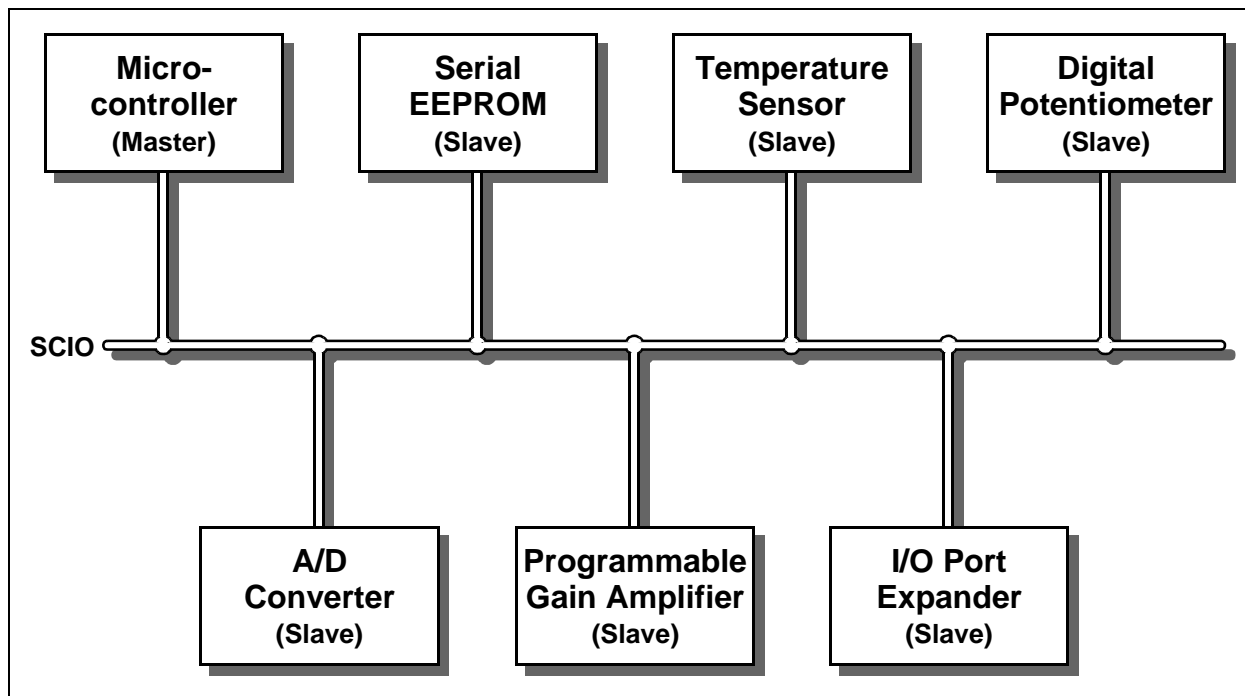 Micro-
controller
(Master)
Serial
EEPROM
(Slave)
Temperature
Sensor
(Slave)
Digital
Potentiometer
(Slave)
SCIO
A/D
Converter
(Slave)
Programmable
Gain Amplifier
(Slave)
I/O Port
Expander
(Slave)